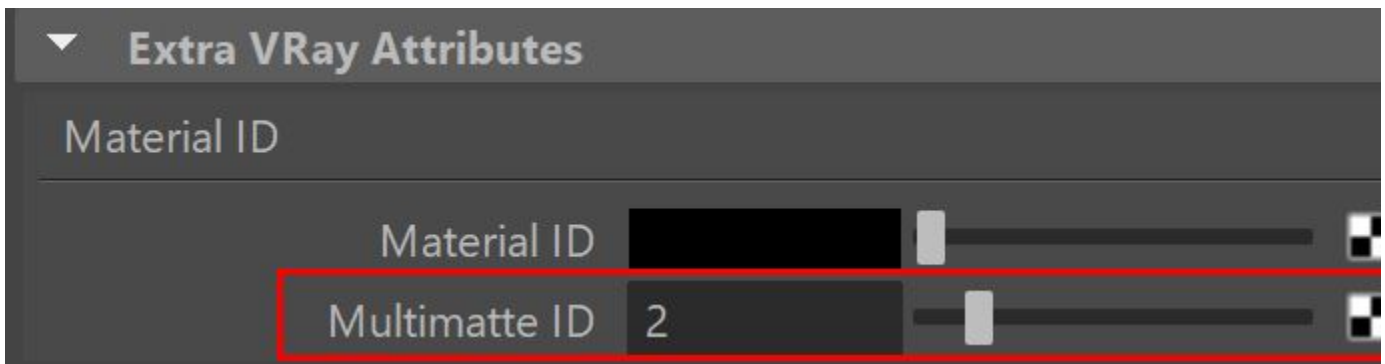 Extra VRay Attributes
Material ID
Material ID
Multimatte ID 2